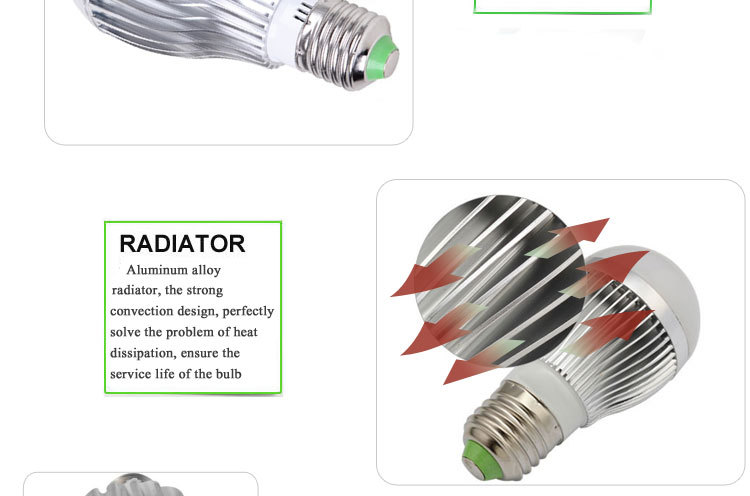 RADIATOR
Aluminum alloy
radiator, the strong
convection design, perfectly
solve the problem of heat
dissipation, ensure the
service life of the bulb